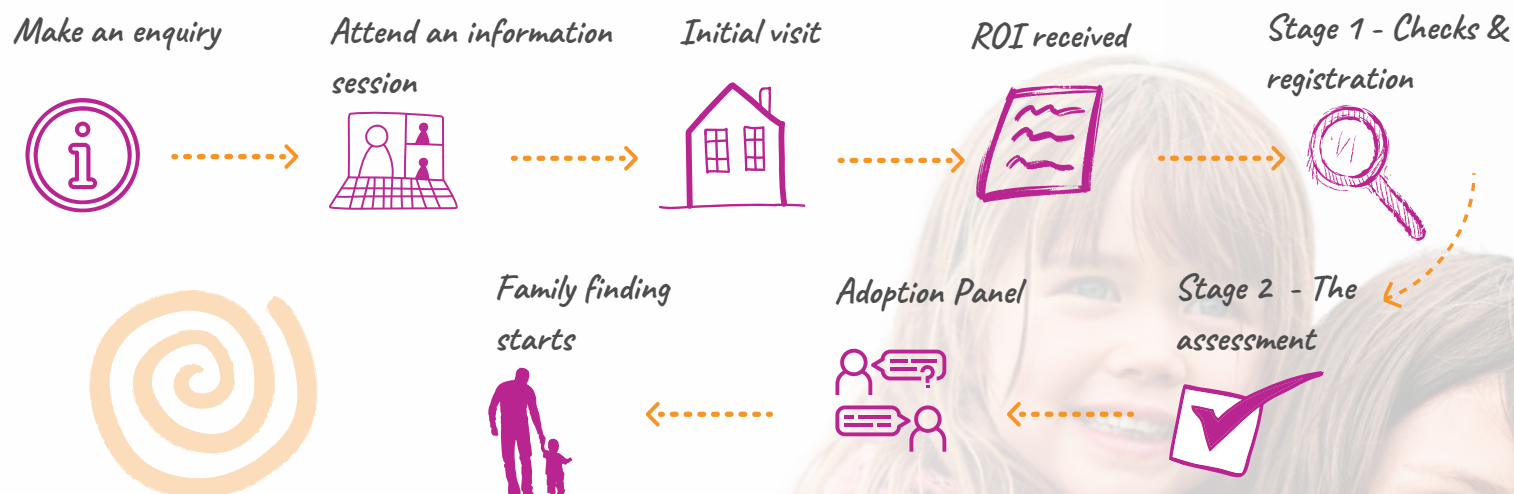 Make an enquiry
Attend an information
session
Initial visit
ROI received
Stage 1 - Checks &
registration
Stage 2 - The
assessment
Adoption Panel
Family finding
starts